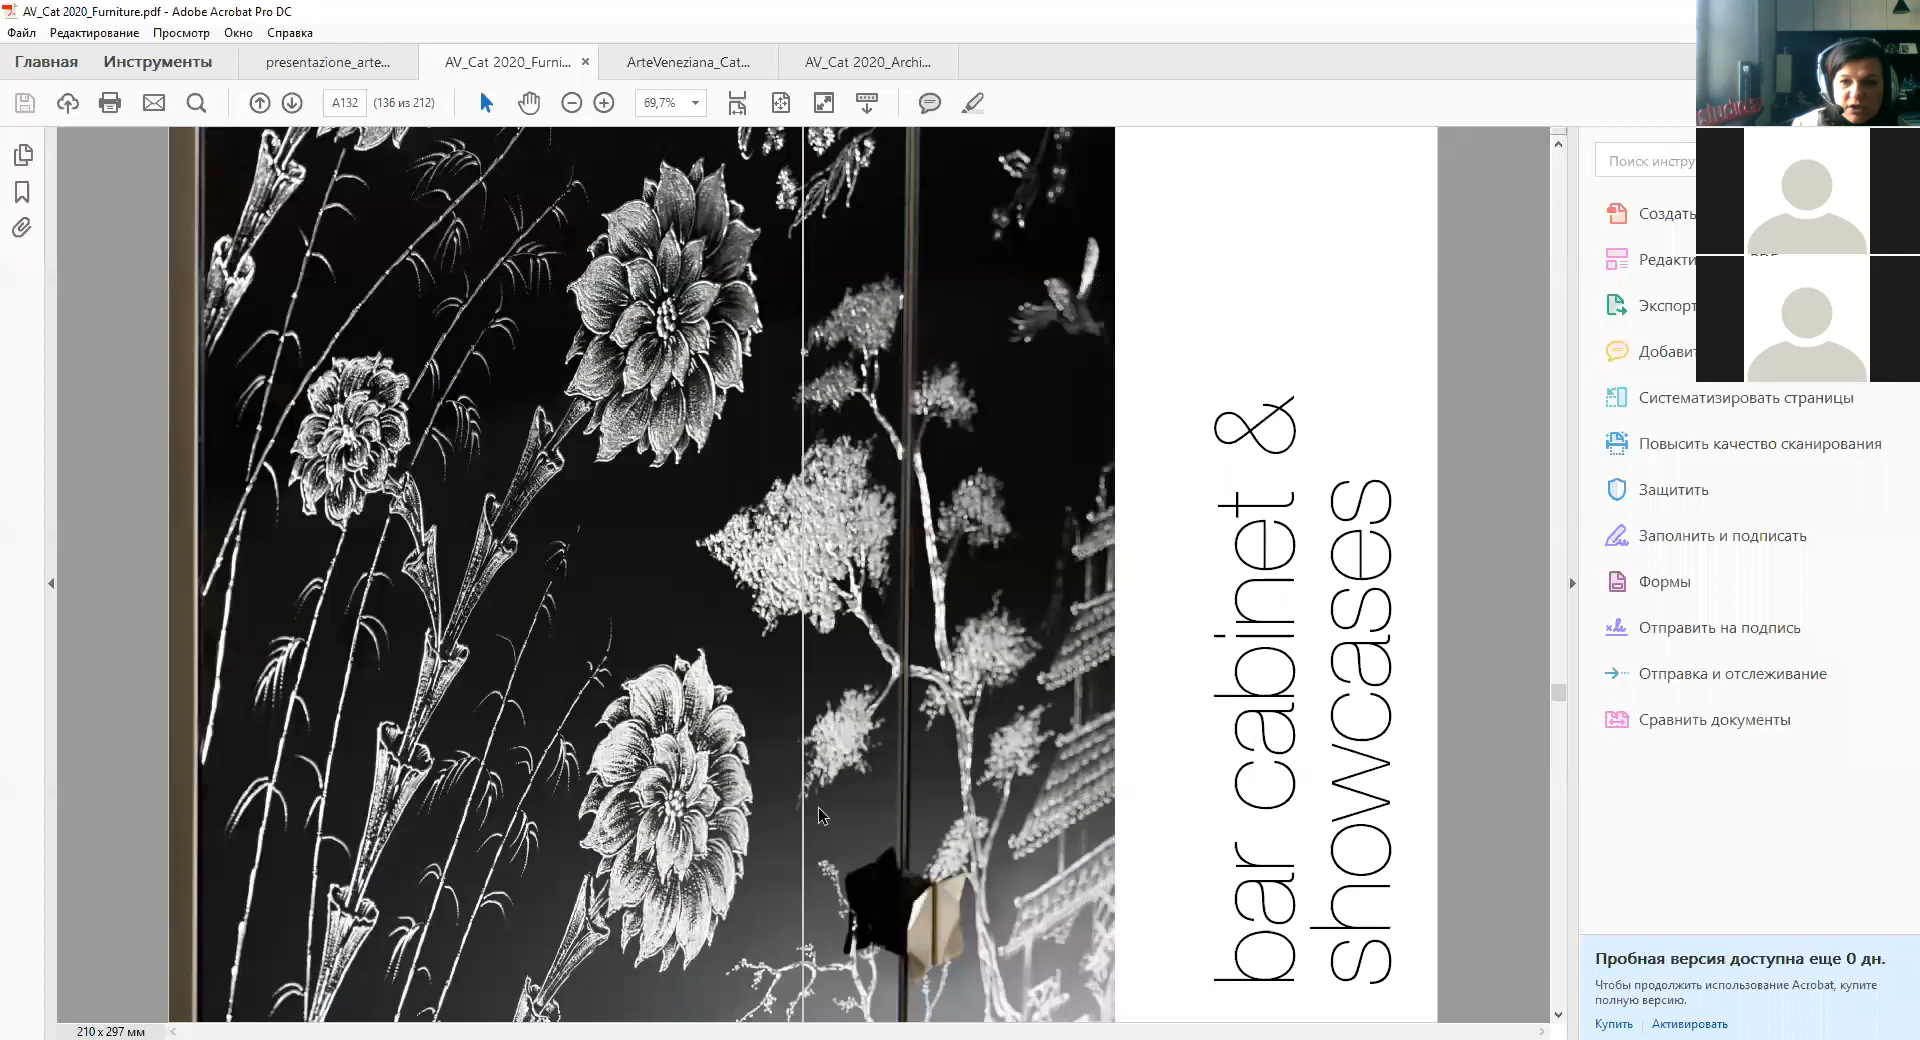 AV_Cat 2020_Furniture.pdf - Adobe Acrobat Pro DC
Файл Редактирование Просмотр Окно Справка
Главная Инструменты presentazione_arte... AV_Cat 2020_Furni... ArteVeneziana_Cat... AV_Cat 2020_Archi...
A132 (136 из 212) 69,7%
Поиск инстру
Создать
Редакти
Экспорт
Добавит
Систематизировать страницы
Повысить качество сканирования
Защитить
Заполнить и подписать
Формы
Отправить на подпись
Отправка и отслеживание
Сравнить документы
bar cabinet &
showcases
Пробная версия доступна еще 0 дн.
Чтобы продолжить использование Acrobat, купите
полную версию.
Купить Активировать
210 x 297 мм